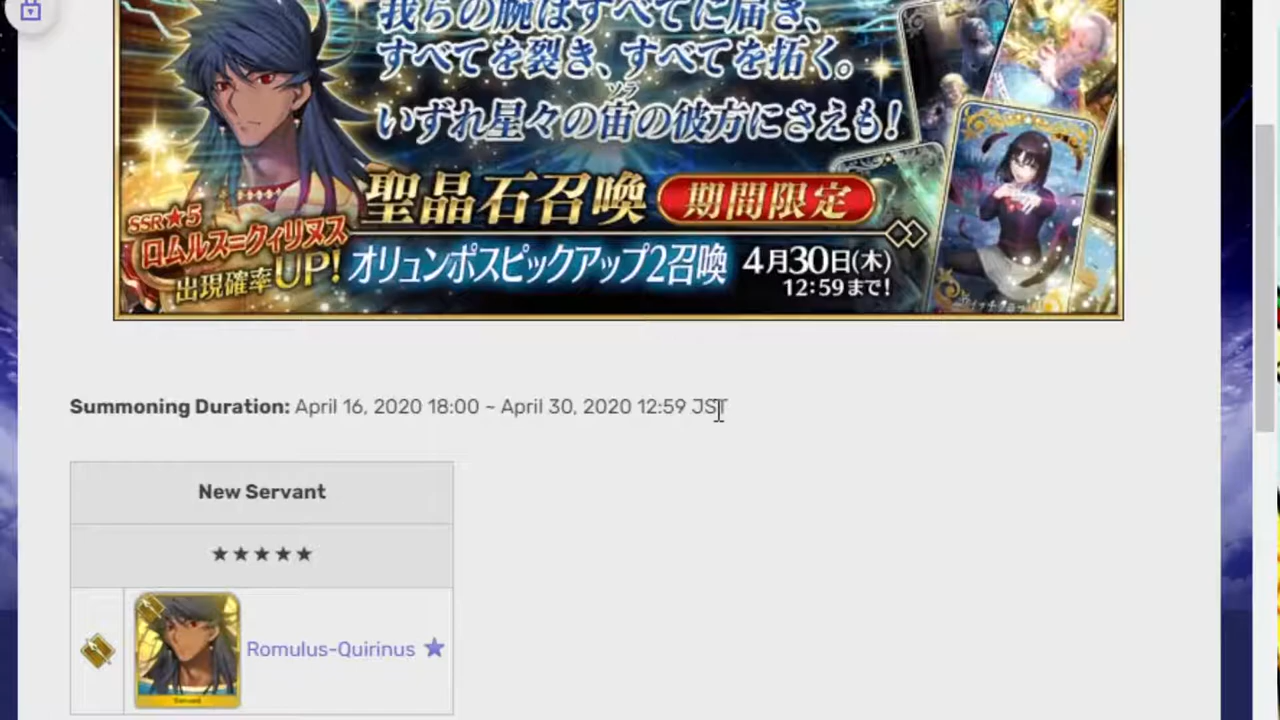 我らの腕はすべてに届き、
すべてを裂き、すべてを拓く。
ソラ
いずれ星々の宙の彼方にさえも!
SSR★5
ロムルス=クィリヌス
出現確率UP!
聖晶石召喚 期間限定
オリュンポスピックアップ2召喚
4月30日(木)
12:59まで!
Summoning Duration: April 16, 2020 18:00 ~ April 30, 2020 12:59 JST
New Servant
★★★★★
Romulus-Quirinus ★